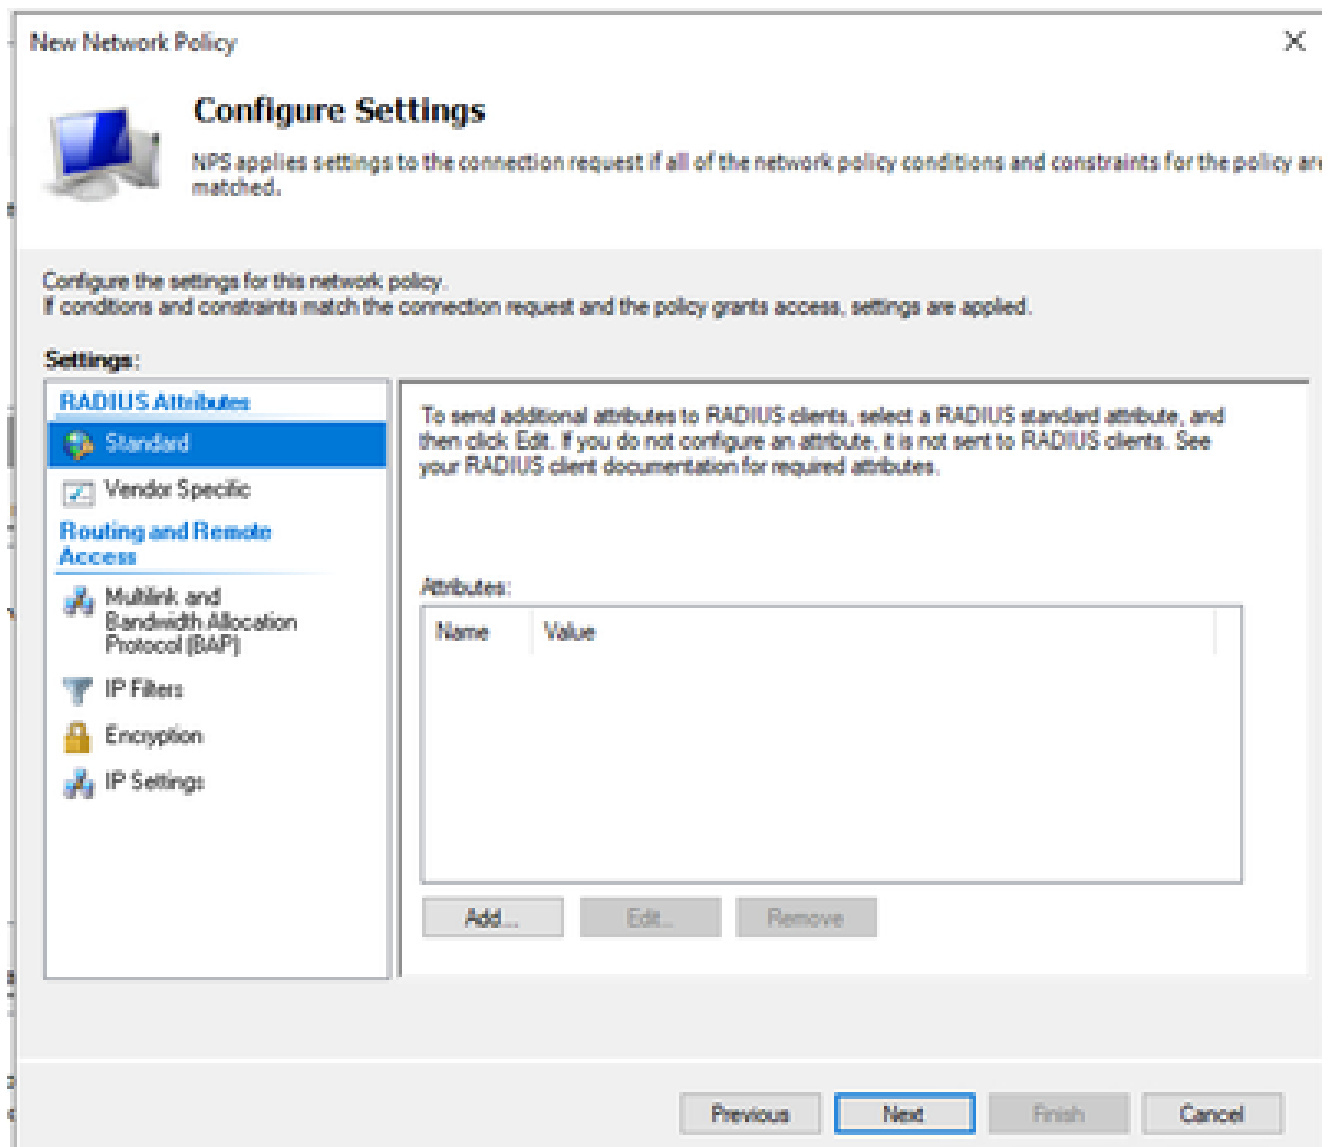 New Network Policy
Configure Settings
NPS applies settings to the connection request if all of the network policy conditions and constraints for the policy are
matched.
Configure the settings for this network policy.
If conditions and constraints match the connection request and the policy grants access, settings are applied.
Settings:
RADIUS Attributes
Standard
Vendor Specific
Routing and Remote
Access
Multilink and
Bandwidth Allocation
Protocol (BAP)
IP Filters
Encryption
IP Settings
To send additional attributes to RADIUS clients, select a RADIUS standard attribute, and
then click Edit. If you do not configure an attribute, it is not sent to RADIUS clients. See
your RADIUS client documentation for required attributes.
Attributes:
Name Value
Add... Edit... Remove
Previous Next Finish Cancel